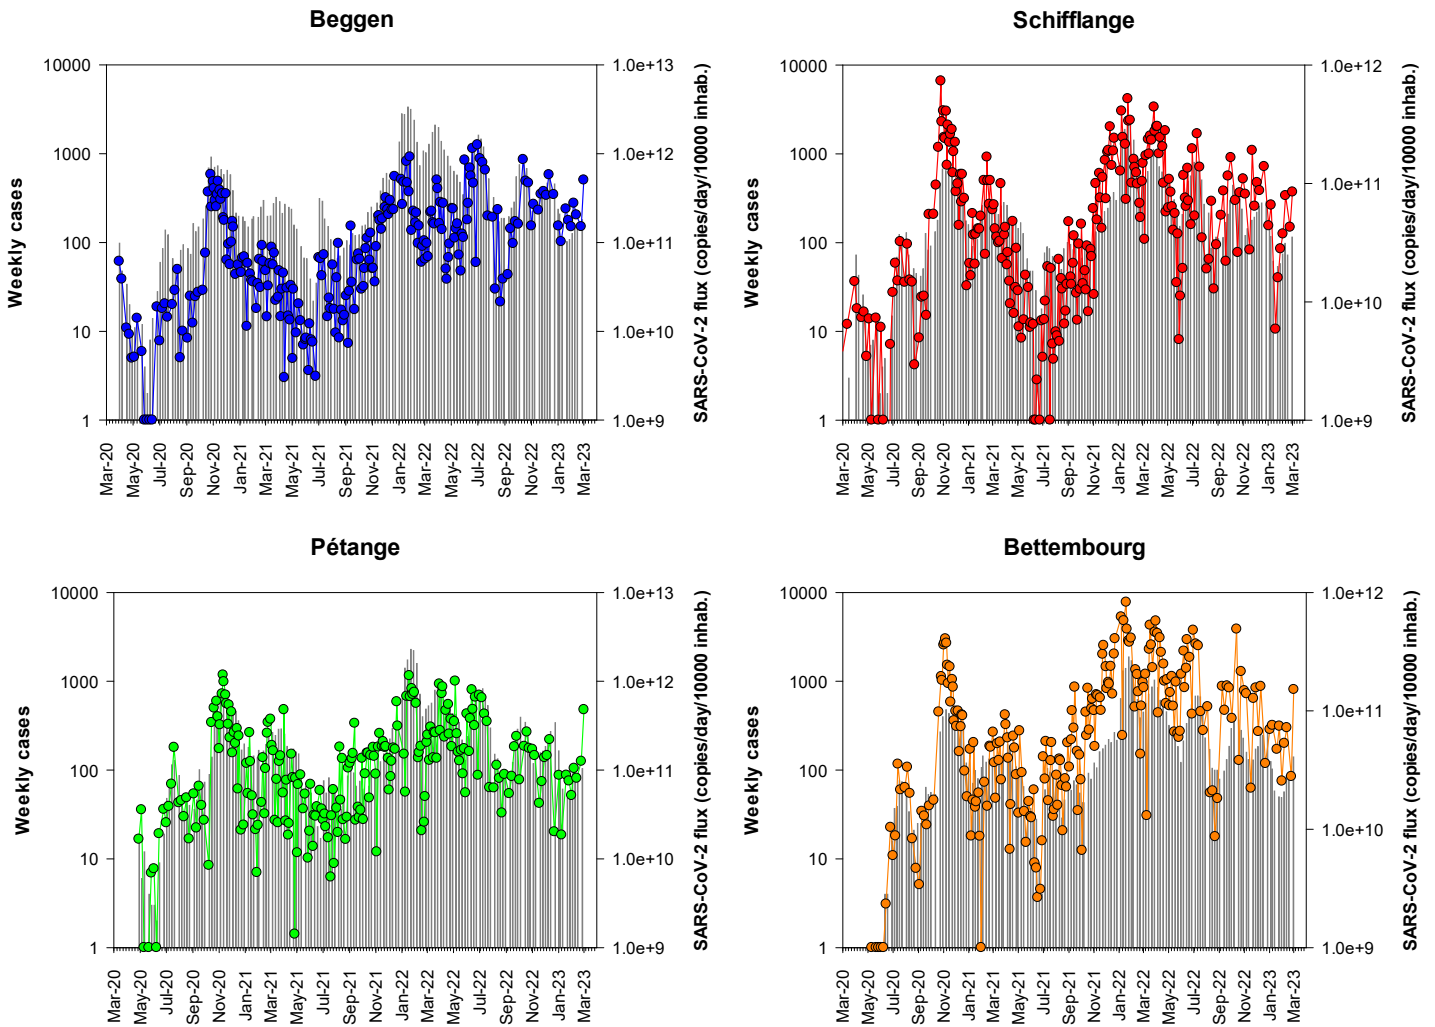 Beggen
Weekly cases
10000
1000
100
10
1
1.0e+13
1.0e+12
1.0e+11
1.0e+10
1.0e+9
SARS-CoV-2 flux (copies/day/10000 inhab.)
Mar-20
May-20
Jul-20
Sep-20
Nov-20
Jan-21
Mar-21
May-21
Jul-21
Sep-21
Nov-21
Jan-22
Mar-22
May-22
Jul-22
Sep-22
Nov-22
Jan-23
Mar-23
Schifflange
Weekly cases
10000
1000
100
10
1
1.0e+12
1.0e+11
1.0e+10
1.0e+9
SARS-CoV-2 flux (copies/day/10000 inhab.)
Mar-20
May-20
Jul-20
Sep-20
Nov-20
Jan-21
Mar-21
May-21
Jul-21
Sep-21
Nov-21
Jan-22
Mar-22
May-22
Jul-22
Sep-22
Nov-22
Jan-23
Mar-23
Pétange
Weekly cases
10000
1000
100
10
1
1.0e+13
1.0e+12
1.0e+11
1.0e+10
1.0e+9
SARS-CoV-2 flux (copies/day/10000 inhab.)
Mar-20
May-20
Jul-20
Sep-20
Nov-20
Jan-21
Mar-21
May-21
Jul-21
Sep-21
Nov-21
Jan-22
Mar-22
May-22
Jul-22
Sep-22
Nov-22
Jan-23
Mar-23
Bettembourg
Weekly cases
10000
1000
100
10
1
1.0e+12
1.0e+11
1.0e+10
1.0e+9
SARS-CoV-2 flux (copies/day/10000 inhab.)
Mar-20
May-20
Jul-20
Sep-20
Nov-20
Jan-21
Mar-21
May-21
Jul-21
Sep-21
Nov-21
Jan-22
Mar-22
May-22
Jul-22
Sep-22
Nov-22
Jan-23
Mar-23